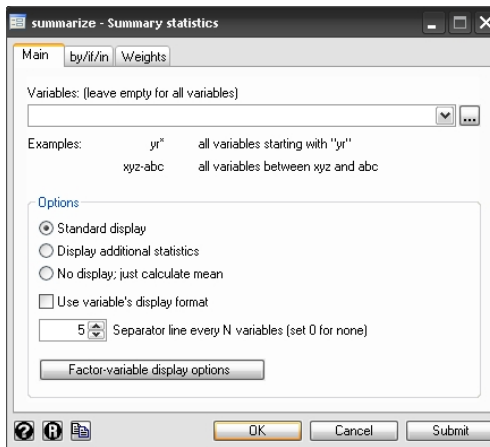 summarize - Summary statistics
Main by/if/in Weights
Variables: (leave empty for all variables)
...
Examples: yr* all variables starting with "yr"
xyz-abc all variables between xyz and abc
Options
Standard display
Display additional statistics
No display; just calculate mean
Use variable's display format
5 Separator line every N variables (set 0 for none)
Factor-variable display options
? R OK Cancel Submit